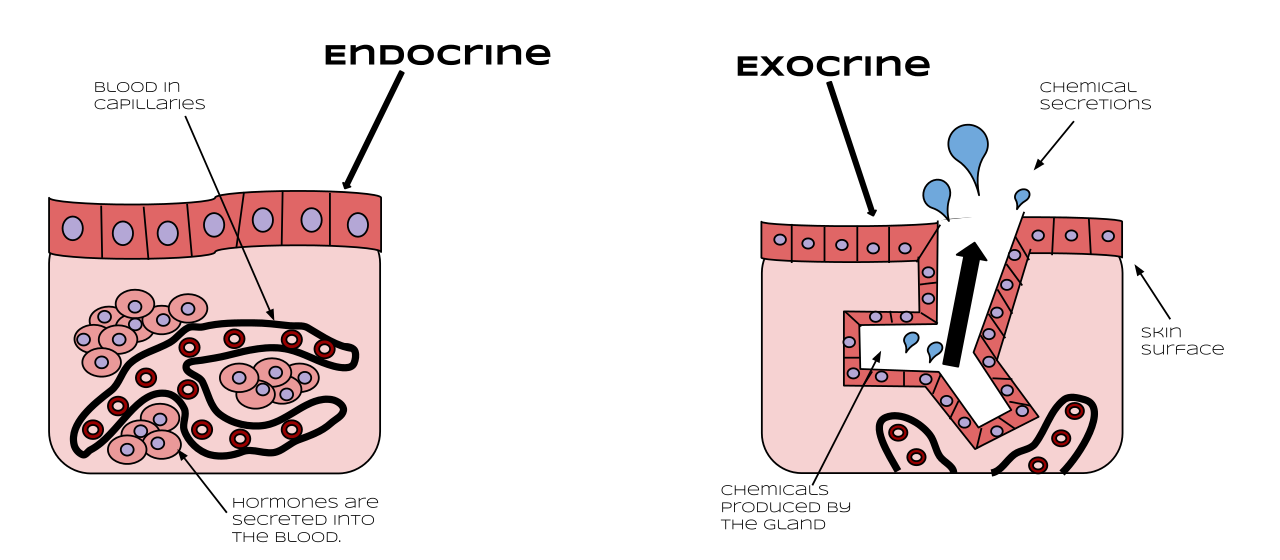 Endocrine
Blood in
capillaries
Hormones are
secreted into
the blood.
Exocrine
chemical
secretions
Skin
surface
Chemicals
produced by
the gland